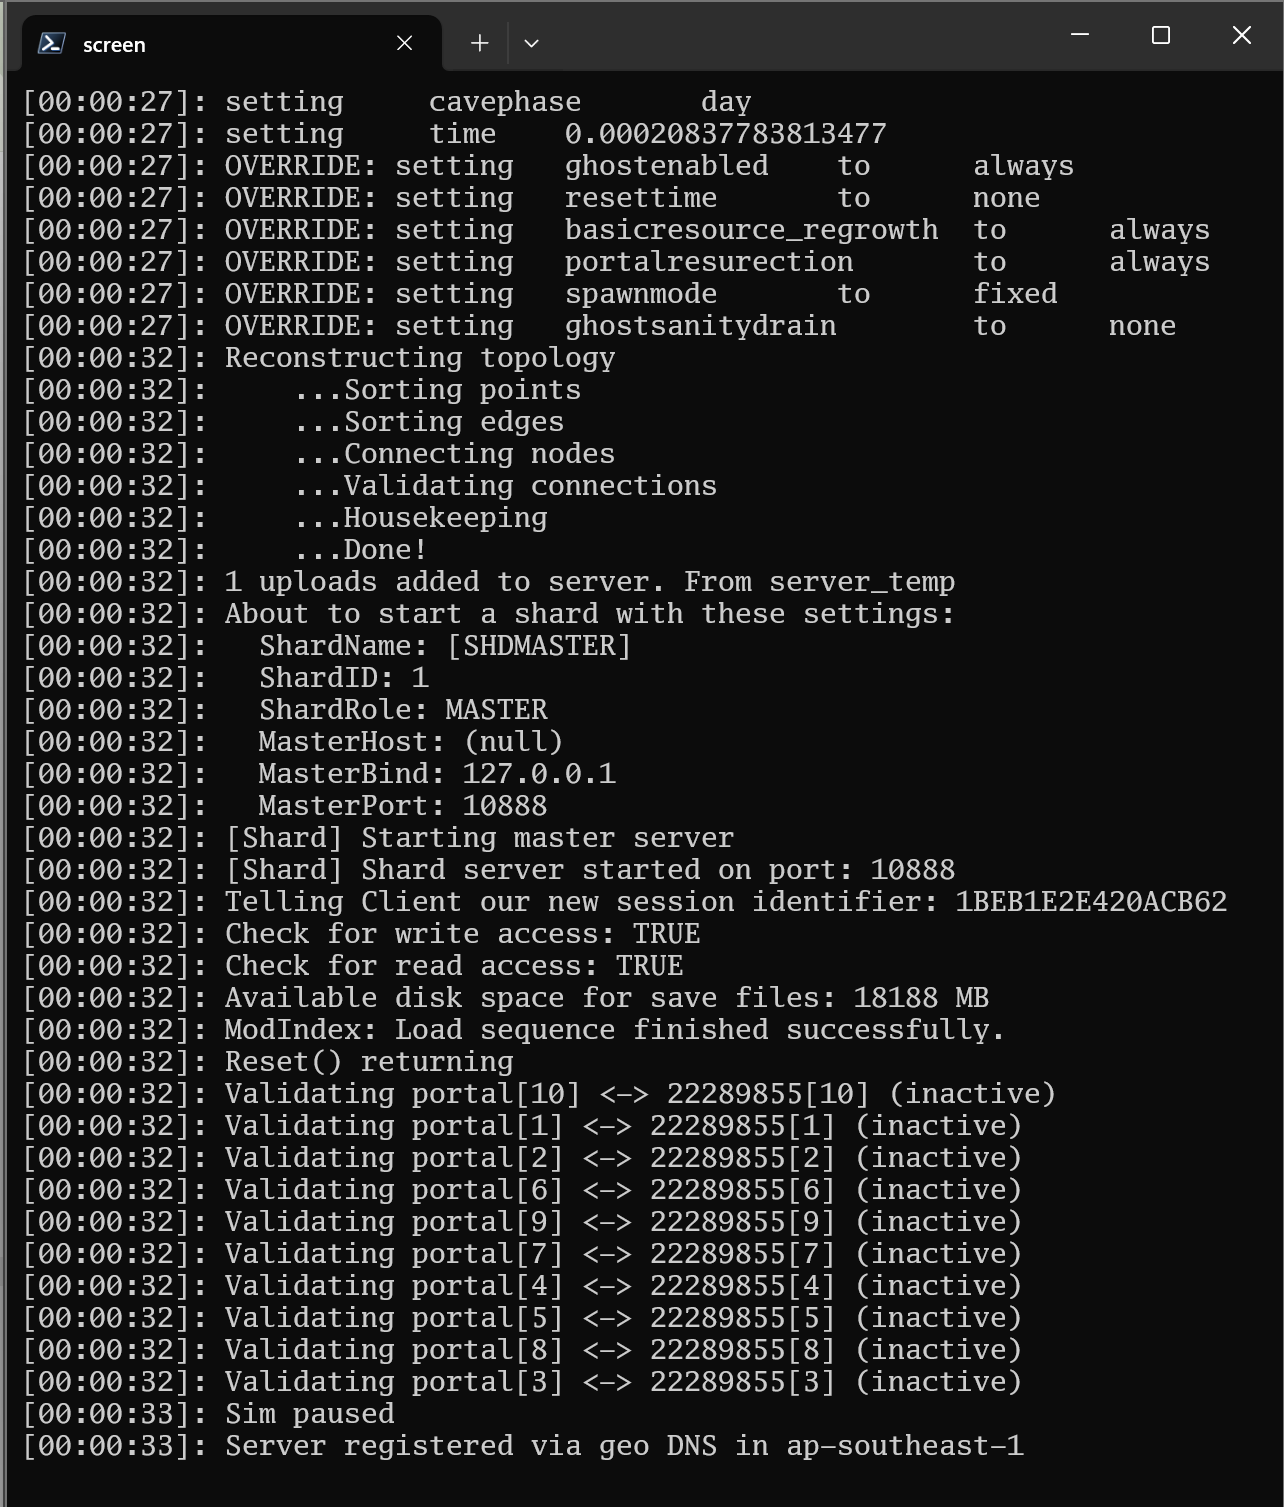 screen
[00:00:27]: setting cavephase day
[00:00:27]: setting time 0.00020837783813477
[00:00:27]: OVERRIDE: setting ghostenabled to always
[00:00:27]: OVERRIDE: setting resettime to none
[00:00:27]: OVERRIDE: setting basicresource_regrowth to always
[00:00:27]: OVERRIDE: setting portalresurection to always
[00:00:27]: OVERRIDE: setting spawnmode to fixed
[00:00:27]: OVERRIDE: setting ghostsanitydrain to none
[00:00:32]: Reconstructing topology
[00:00:32]: ...Sorting points
[00:00:32]: ...Sorting edges
[00:00:32]: ...Connecting nodes
[00:00:32]: ...Validating connections
[00:00:32]: ...Housekeeping
[00:00:32]: ...Done!
[00:00:32]: 1 uploads added to server. From server_temp
[00:00:32]: About to start a shard with these settings:
[00:00:32]: ShardName: [SHDMASTER]
[00:00:32]: ShardID: 1
[00:00:32]: ShardRole: MASTER
[00:00:32]: MasterHost: (null)
[00:00:32]: MasterBind: 127.0.0.1
[00:00:32]: MasterPort: 10888
[00:00:32]: [Shard] Starting master server
[00:00:32]: [Shard] Shard server started on port: 10888
[00:00:32]: Telling Client our new session identifier: 1BEB1E2E420ACB62
[00:00:32]: Check for write access: TRUE
[00:00:32]: Check for read access: TRUE
[00:00:32]: Available disk space for save files: 18188 MB
[00:00:32]: ModIndex: Load sequence finished successfully.
[00:00:32]: Reset() returning
[00:00:32]: Validating portal[10] <-> 22289855[10] (inactive)
[00:00:32]: Validating portal[1] <-> 22289855[1] (inactive)
[00:00:32]: Validating portal[2] <-> 22289855[2] (inactive)
[00:00:32]: Validating portal[6] <-> 22289855[6] (inactive)
[00:00:32]: Validating portal[9] <-> 22289855[9] (inactive)
[00:00:32]: Validating portal[7] <-> 22289855[7] (inactive)
[00:00:32]: Validating portal[4] <-> 22289855[4] (inactive)
[00:00:32]: Validating portal[5] <-> 22289855[5] (inactive)
[00:00:32]: Validating portal[8] <-> 22289855[8] (inactive)
[00:00:32]: Validating portal[3] <-> 22289855[3] (inactive)
[00:00:33]: Sim paused
[00:00:33]: Server registered via geo DNS in ap-southeast-1